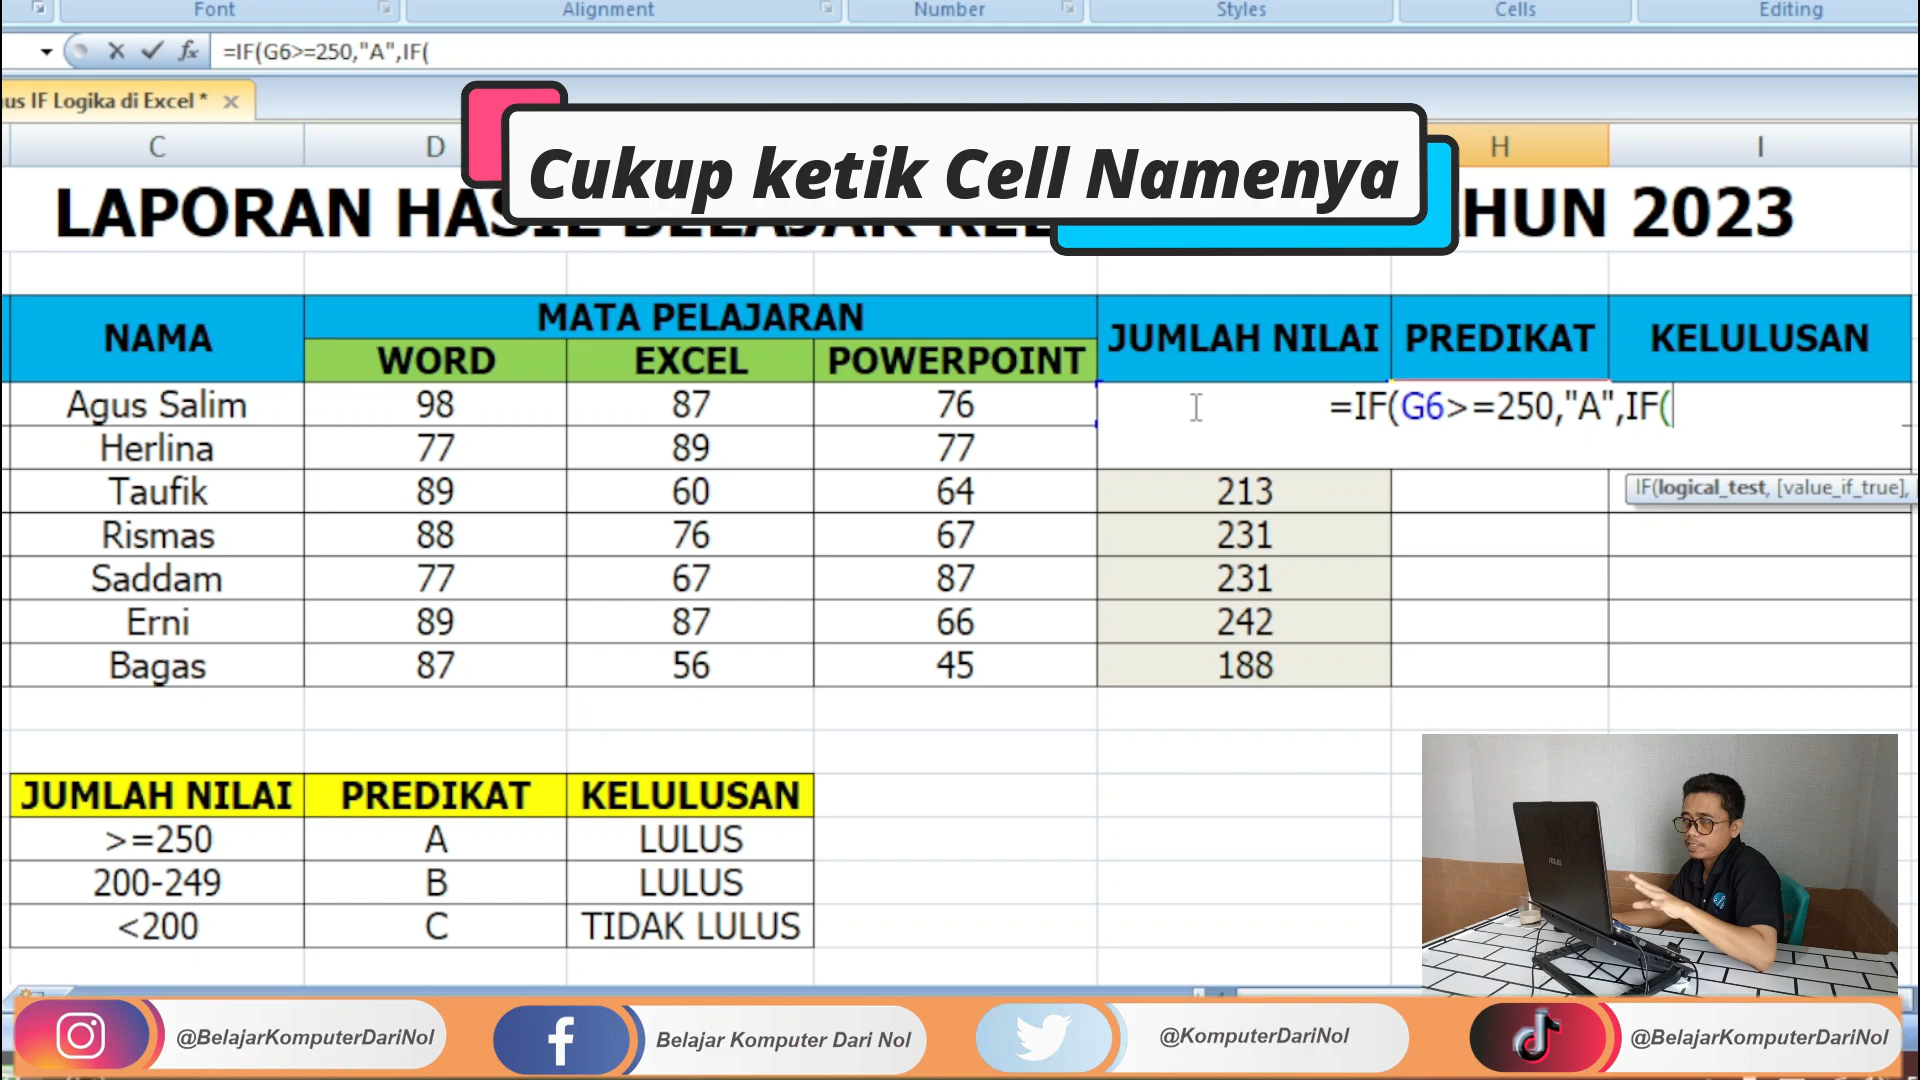 Font Alignment Number Styles Cells Editing
=IF(G6>=250,"A",IF(
us IF Logika di Excel *
Cukup ketik Cell Namenya
C D H I
LAPORAN HASIL BELAJAR HUN 2023
NAMA MATA PELAJARAN JUMLAH NILAI PREDIKAT KELULUSAN
WORD EXCEL POWERPOINT
Agus Salim 98 87 76 =IF(G6>=250,"A",IF(
Herlina 77 89 77
Taufik 89 60 64 213
IF(logical_test, [value_if_true],
Rismas 88 76 67 231
Saddam 77 67 87 231
Erni 89 87 66 242
Bagas 87 56 45 188
JUMLAH NILAI PREDIKAT KELULUSAN
>=250 A LULUS
200-249 B LULUS
<200 C TIDAK LULUS
ASUS
@BelajarKomputerDariNol Belajar Komputer Dari Nol @KomputerDariNol @BelajarKomputerDariNol